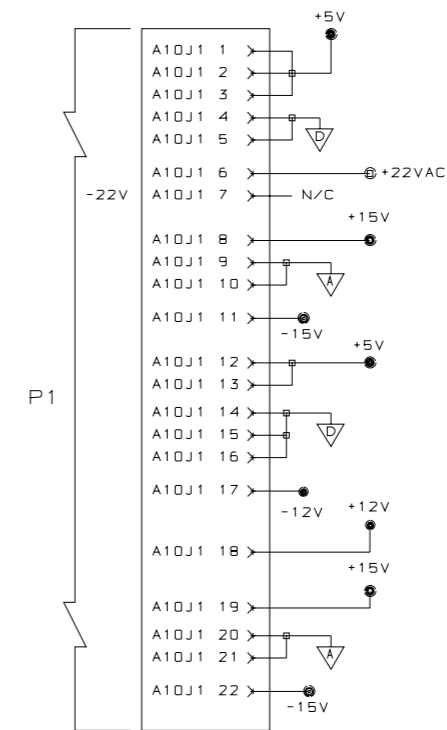 +5V
A10J1 1
A10J1 2
A10J1 3
A10J1 4
A10J1 5
D
A10J1 6 +22VAC
-22V A10J1 7 N/C
+15V
A10J1 8
A10J1 9
A10J1 10
A
A10J1 11
-15V
+5V
A10J1 12
A10J1 13
P1
A10J1 14
A10J1 15
D
A10J1 16
A10J1 17
-12V
+12V
A10J1 18
+15V
A10J1 19
A10J1 20
A10J1 21
A
A10J1 22
-15V